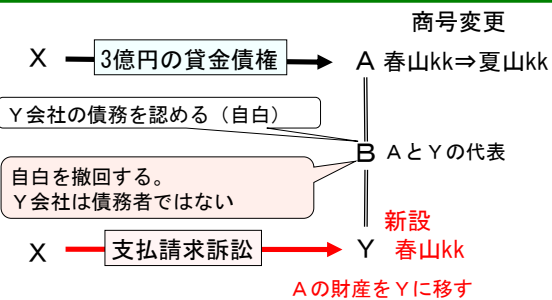 商号変更
X 3億円の貸金債権 A 春山kk⇒夏山kk
Y会社の債務を認める（自白）
B AとYの代表
自白を撤回する。
Y会社は債務者ではない
新設
X 支払請求訴訟 Y 春山kk
Aの財産をYに移す